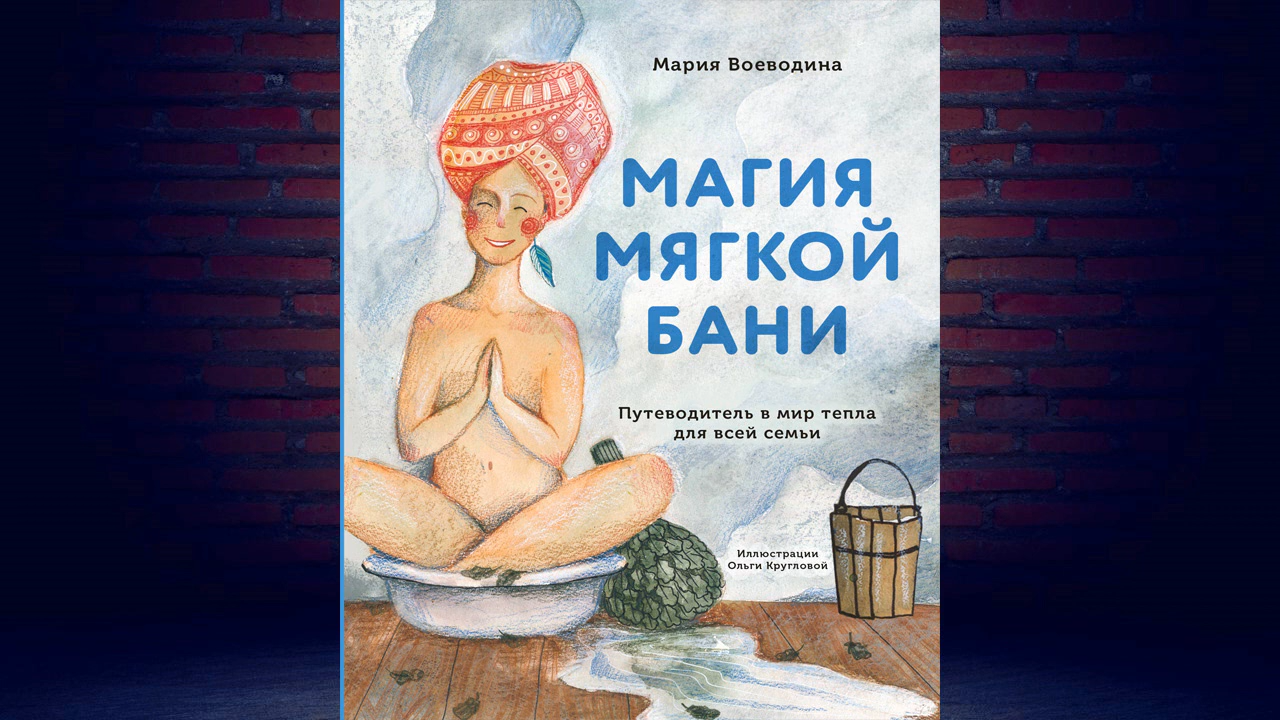 Мария Воеводина
МАГИЯ
МЯГКОЙ
БАНИ
Путеводитель в мир тепла
для всей семьи
Иллюстрации
Ольги Кругловой